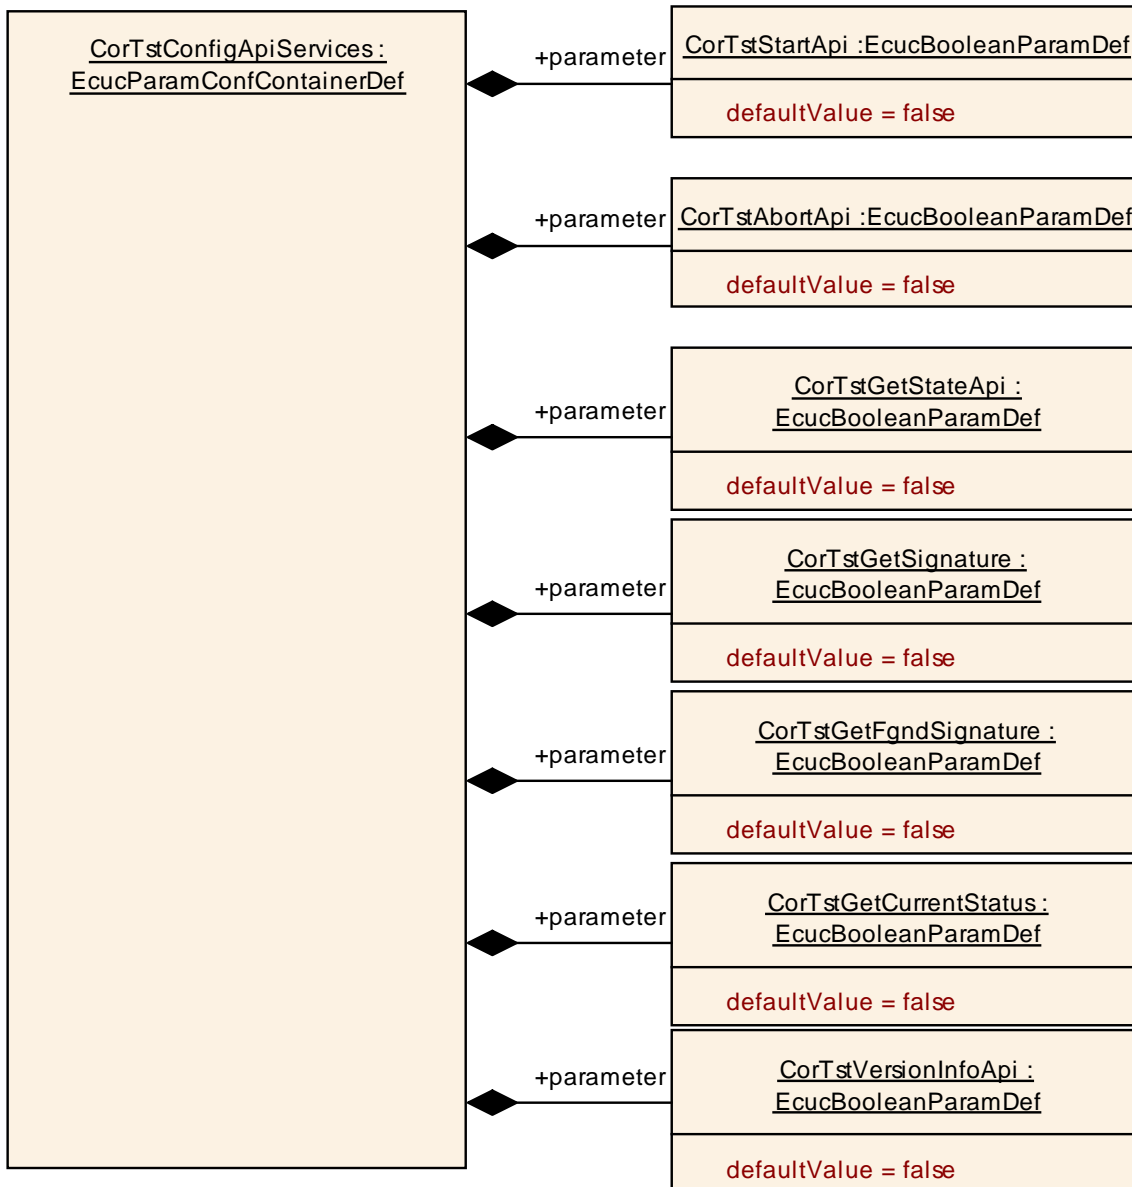 CorTstConfigApiServices :
EcucParamConfContainerDef
+parameter
CorTstStartApi :EcucBooleanParamDef
defaultValue = false
+parameter
CorTstAbortApi :EcucBooleanParamDef
defaultValue = false
+parameter
CorTstGetStateApi :
EcucBooleanParamDef
defaultValue = false
+parameter
CorTstGetSignature :
EcucBooleanParamDef
defaultValue = false
+parameter
CorTstGetFgndSignature :
EcucBooleanParamDef
defaultValue = false
+parameter
CorTstGetCurrentStatus :
EcucBooleanParamDef
defaultValue = false
+parameter
CorTstVersionInfoApi :
EcucBooleanParamDef
defaultValue = false